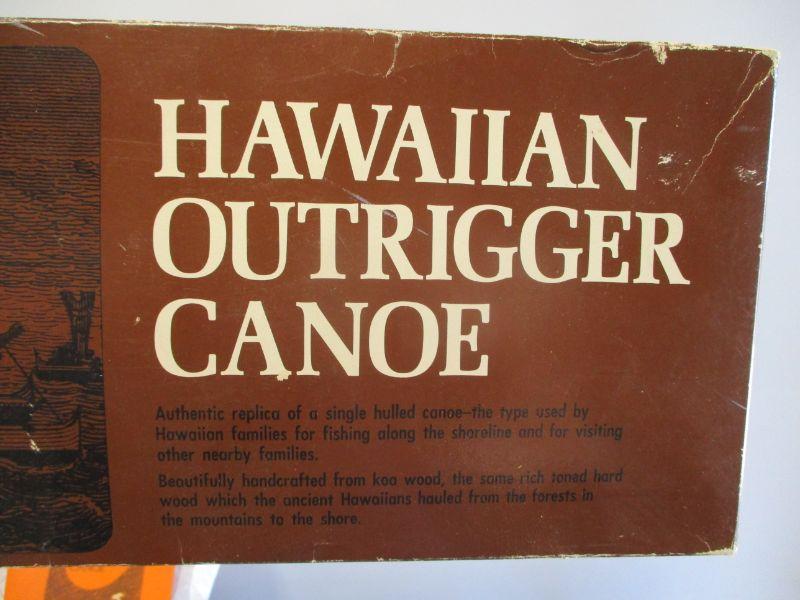 HAWAIIAN
OUTRIGGER
CANOE
Authentic replica of a single hulled canoe–the type used by
Hawaiian families for fishing along the shoreline and for visiting
other nearby families.
Beautifully handcrafted from koa wood, the same rich toned hard
wood which the ancient Hawaiians hauled from the forests in
the mountains to the shore.